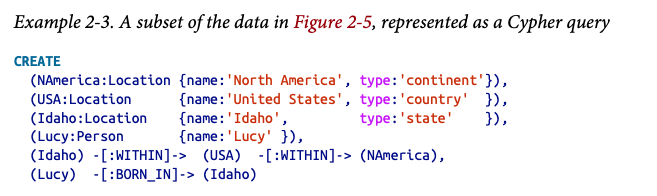 Example 2-3. A subset of the data in Figure 2-5, represented as a Cypher query
CREATE
  (NAmerica:Location {name:'North America', type:'continent'}),
  (USA:Location      {name:'United States', type:'country'  }),
  (Idaho:Location    {name:'Idaho',         type:'state'    }),
  (Lucy:Person       {name:'Lucy' }),
  (Idaho) -[:WITHIN]->  (USA)  -[:WITHIN]-> (NAmerica),
  (Lucy)  -[:BORN_IN]-> (Idaho)